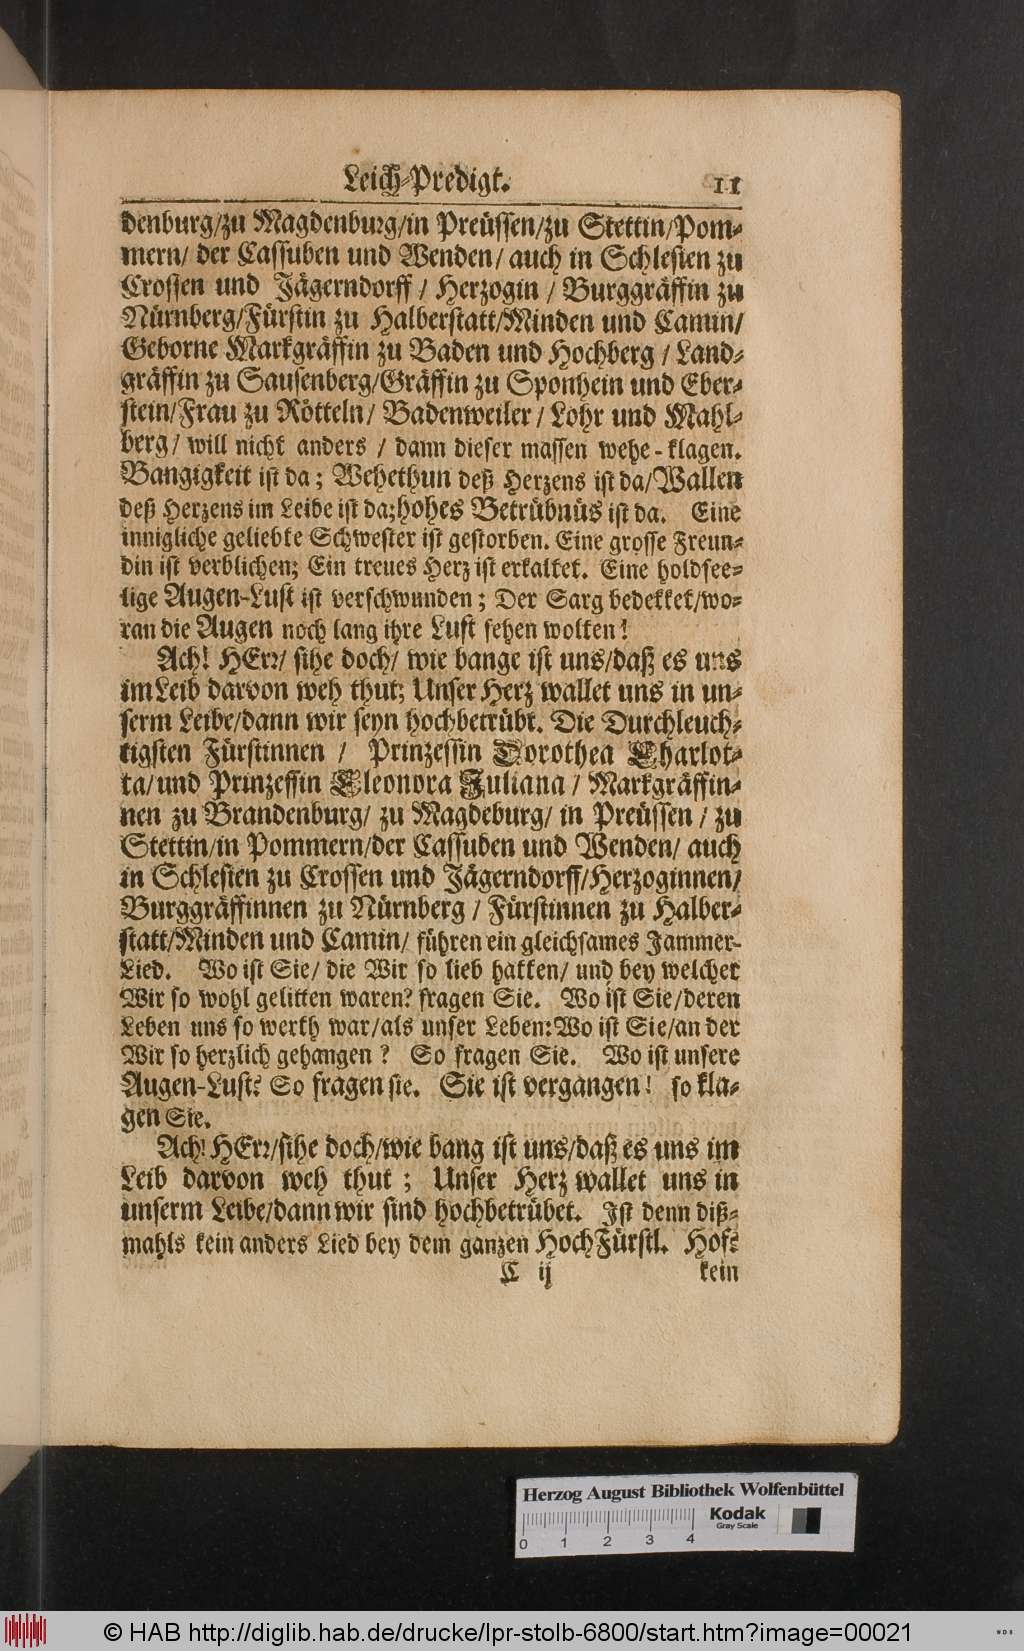 Leich-Predigt. 11
denburg/zu Magdenburg/in Preüssen/zu Stettin/Pom-
mern/ der Cassuben und Wenden/ auch in Schlesien zu
Crossen und Jägerndorff / Herzogin / Burggräffin zu
Nürnberg/Fürstin zu Halberstatt/Minden und Camin/
Geborne Markgräffin zu Baden und Hochberg / Land-
gräffin zu Sausenberg/Gräffin zu Sponhein und Eber-
stein/Frau zu Rötteln/ Badenweiler / Lohr und Mahl-
berg/ will nicht anders / dann dieser massen wehe-klagen.
Bangigkeit ist da; Wehethun deß Herzens ist da/Wallen
deß Herzens im Leibe ist da; hohes Betrübnüs ist da. Eine
innigliche geliebte Schwester ist gestorben. Eine grosse Freun-
din ist verblichen; Ein treues Herz ist erkaltet. Eine holdsee-
lige Augen-Lust ist verschwunden; Der Sarg bedekket/wo-
ran die Augen noch lang ihre Lust sehen wolten!
Ach! HErr/ sihe doch/ wie bange ist uns/daß es uns
im Leib darvon weh thut; Unser Herz wallet uns in un-
serm Leibe/dann wir seyn hochbetrübt. Die Durchleuch-
tigsten Fürstinnen / Prinzessin Dorothea Charlot-
ta/und Prinzessin Eleonora Juliana / Markgräffin-
nen zu Brandenburg/ zu Magdeburg/ in Preüssen / zu
Stettin/in Pommern/der Cassuben und Wenden/ auch
in Schlesien zu Crossen und Jägerndorff/Herzoginnen/
Burggräffinnen zu Nürnberg / Fürstinnen zu Halber-
statt/Minden und Camin/ führen ein gleichsames Jammer-
Lied. Wo ist Sie/ die Wir so lieb hatten/ und bey welcher
Wir so wohl gelitten waren? fragen Sie. Wo ist Sie/deren
Leben uns so werth war/als unser Leben: Wo ist Sie/an der
Wir so herzlich gehangen ? So fragen Sie. Wo ist unsere
Augen-Lust? So fragen sie. Sie ist vergangen! so kla-
gen Sie.
Ach! HErr/sihe doch/wie bang ist uns/daß es uns im
Leib darvon weh thut ; Unser Herz wallet uns in
unserm Leibe/dann wir sind hochbetrübet. Ist denn diß-
mahls kein anders Lied bey dem ganzen HochFürstl. Hof?
C ij kein
Herzog August Bibliothek Wolfenbüttel
Kodak
Gray Scale
0 1 2 3 4
© HAB http://diglib.hab.de/drucke/lpr-stolb-6800/start.htm?image=00021